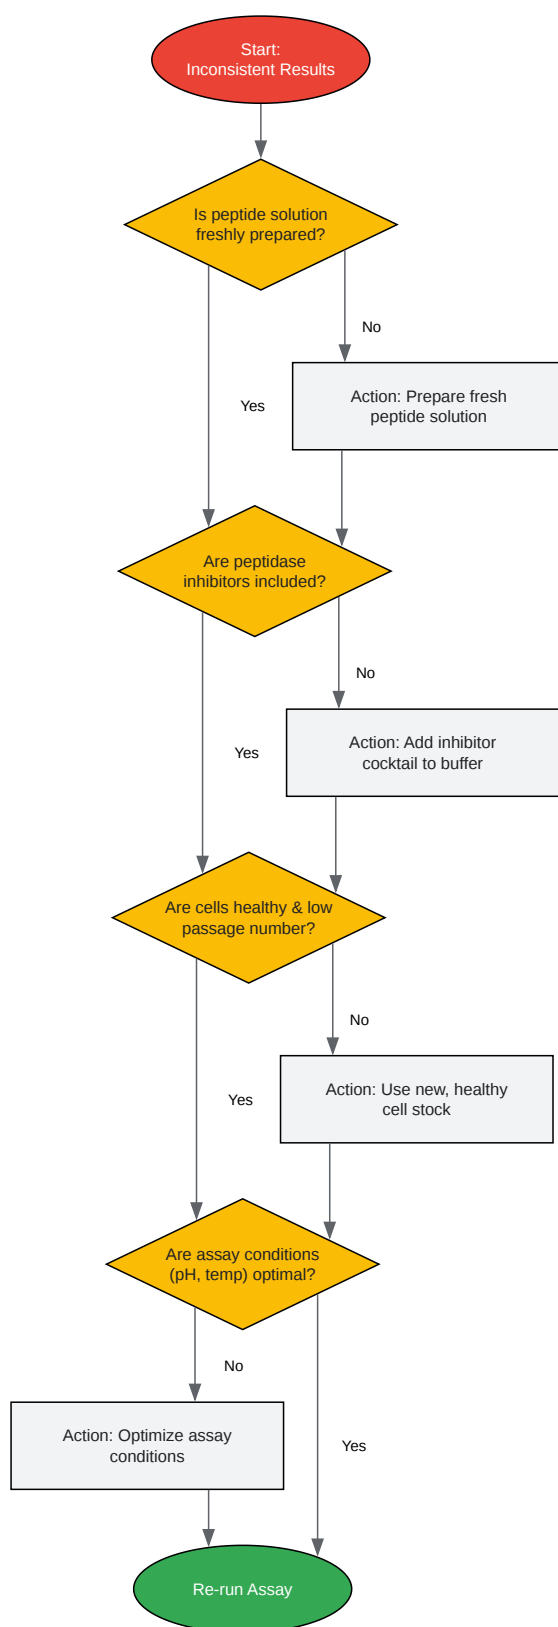 Start:
Inconsistent Results
Is peptide solution
freshly prepared?
No
Action: Prepare fresh
peptide solution
Yes
Are peptidase
inhibitors included?
No
Action: Add inhibitor
cocktail to buffer
Yes
Are cells healthy & low
passage number?
No
Action: Use new, healthy
cell stock
Yes
Are assay conditions
(pH, temp) optimal?
No
Action: Optimize assay
conditions
Yes
Re-run Assay